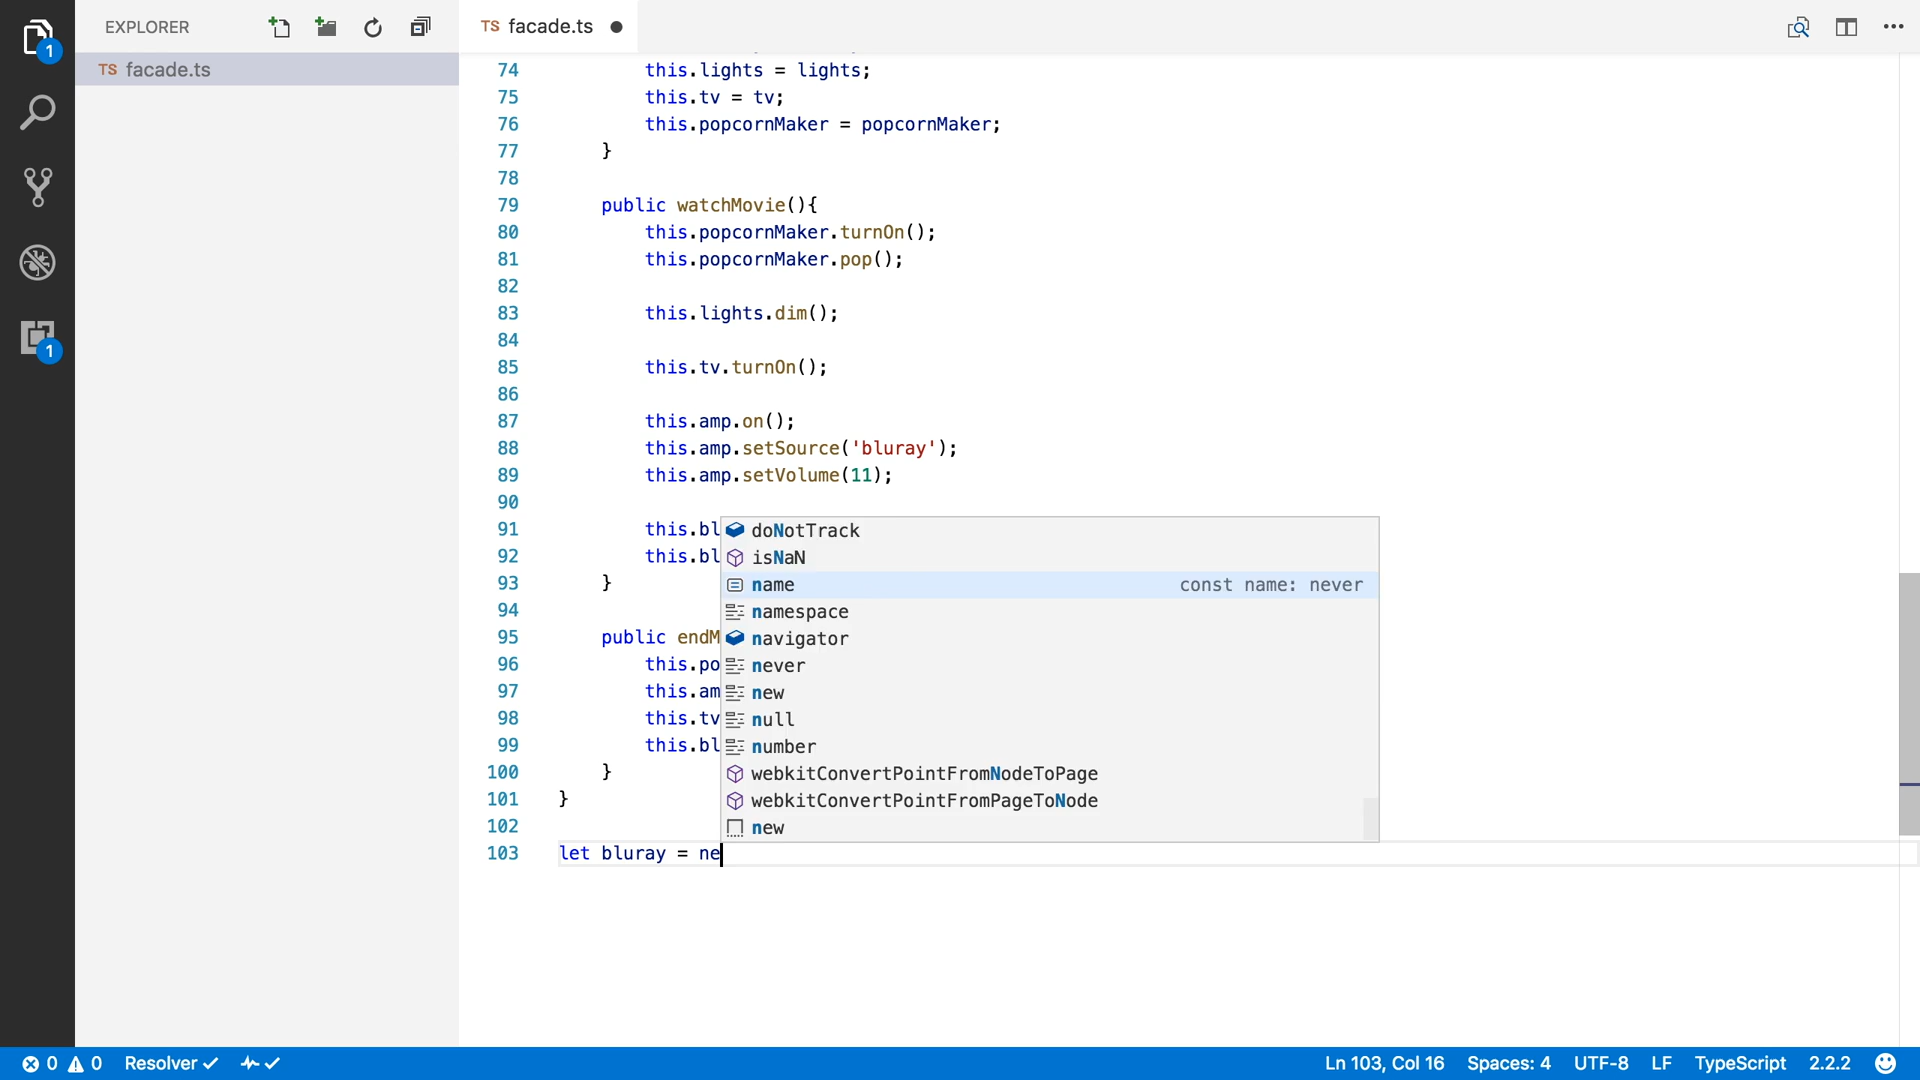 EXPLORER
TS facade.ts
1
TS facade.ts
1
74 this.lights = lights;
75 this.tv = tv;
76 this.popcornMaker = popcornMaker;
77 }
78
79 public watchMovie(){
80 this.popcornMaker.turnOn();
81 this.popcornMaker.pop();
82
83 this.lights.dim();
84
85 this.tv.turnOn();
86
87 this.amp.on();
88 this.amp.setSource('bluray');
89 this.amp.setVolume(11);
90
91 this.bl
92 this.bl
93 }
94
95 public endM
96 this.po
97 this.am
98 this.tv
99 this.bl
100 }
101 }
102
103 let bluray = ne
doNotTrack
isNaN
name const name: never
namespace
navigator
never
new
null
number
webkitConvertPointFromNodeToPage
webkitConvertPointFromPageToNode
new
0 0 Resolver Ln 103, Col 16 Spaces: 4 UTF-8 LF TypeScript 2.2.2